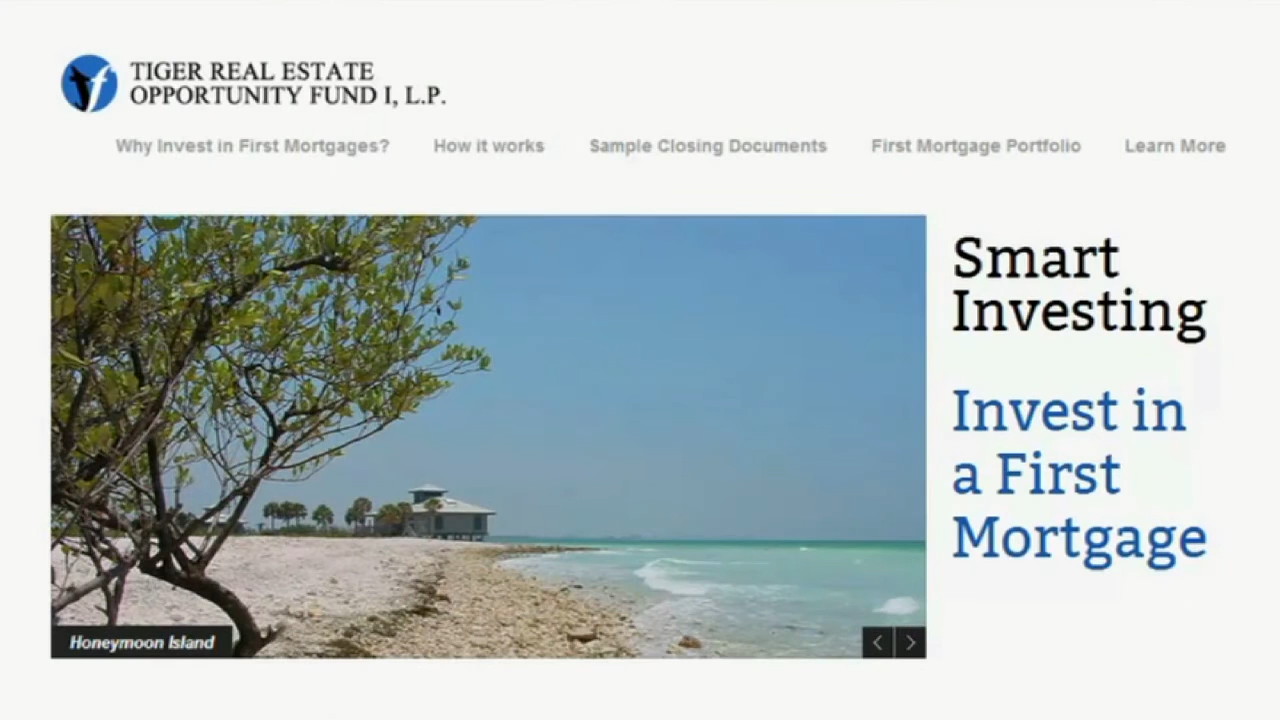 TIGER REAL ESTATE
OPPORTUNITY FUND I, L.P.
Why Invest in First Mortgages? How it works Sample Closing Documents First Mortgage Portfolio Learn More
Smart
Investing
Invest in
a First
Mortgage
Honeymoon Island